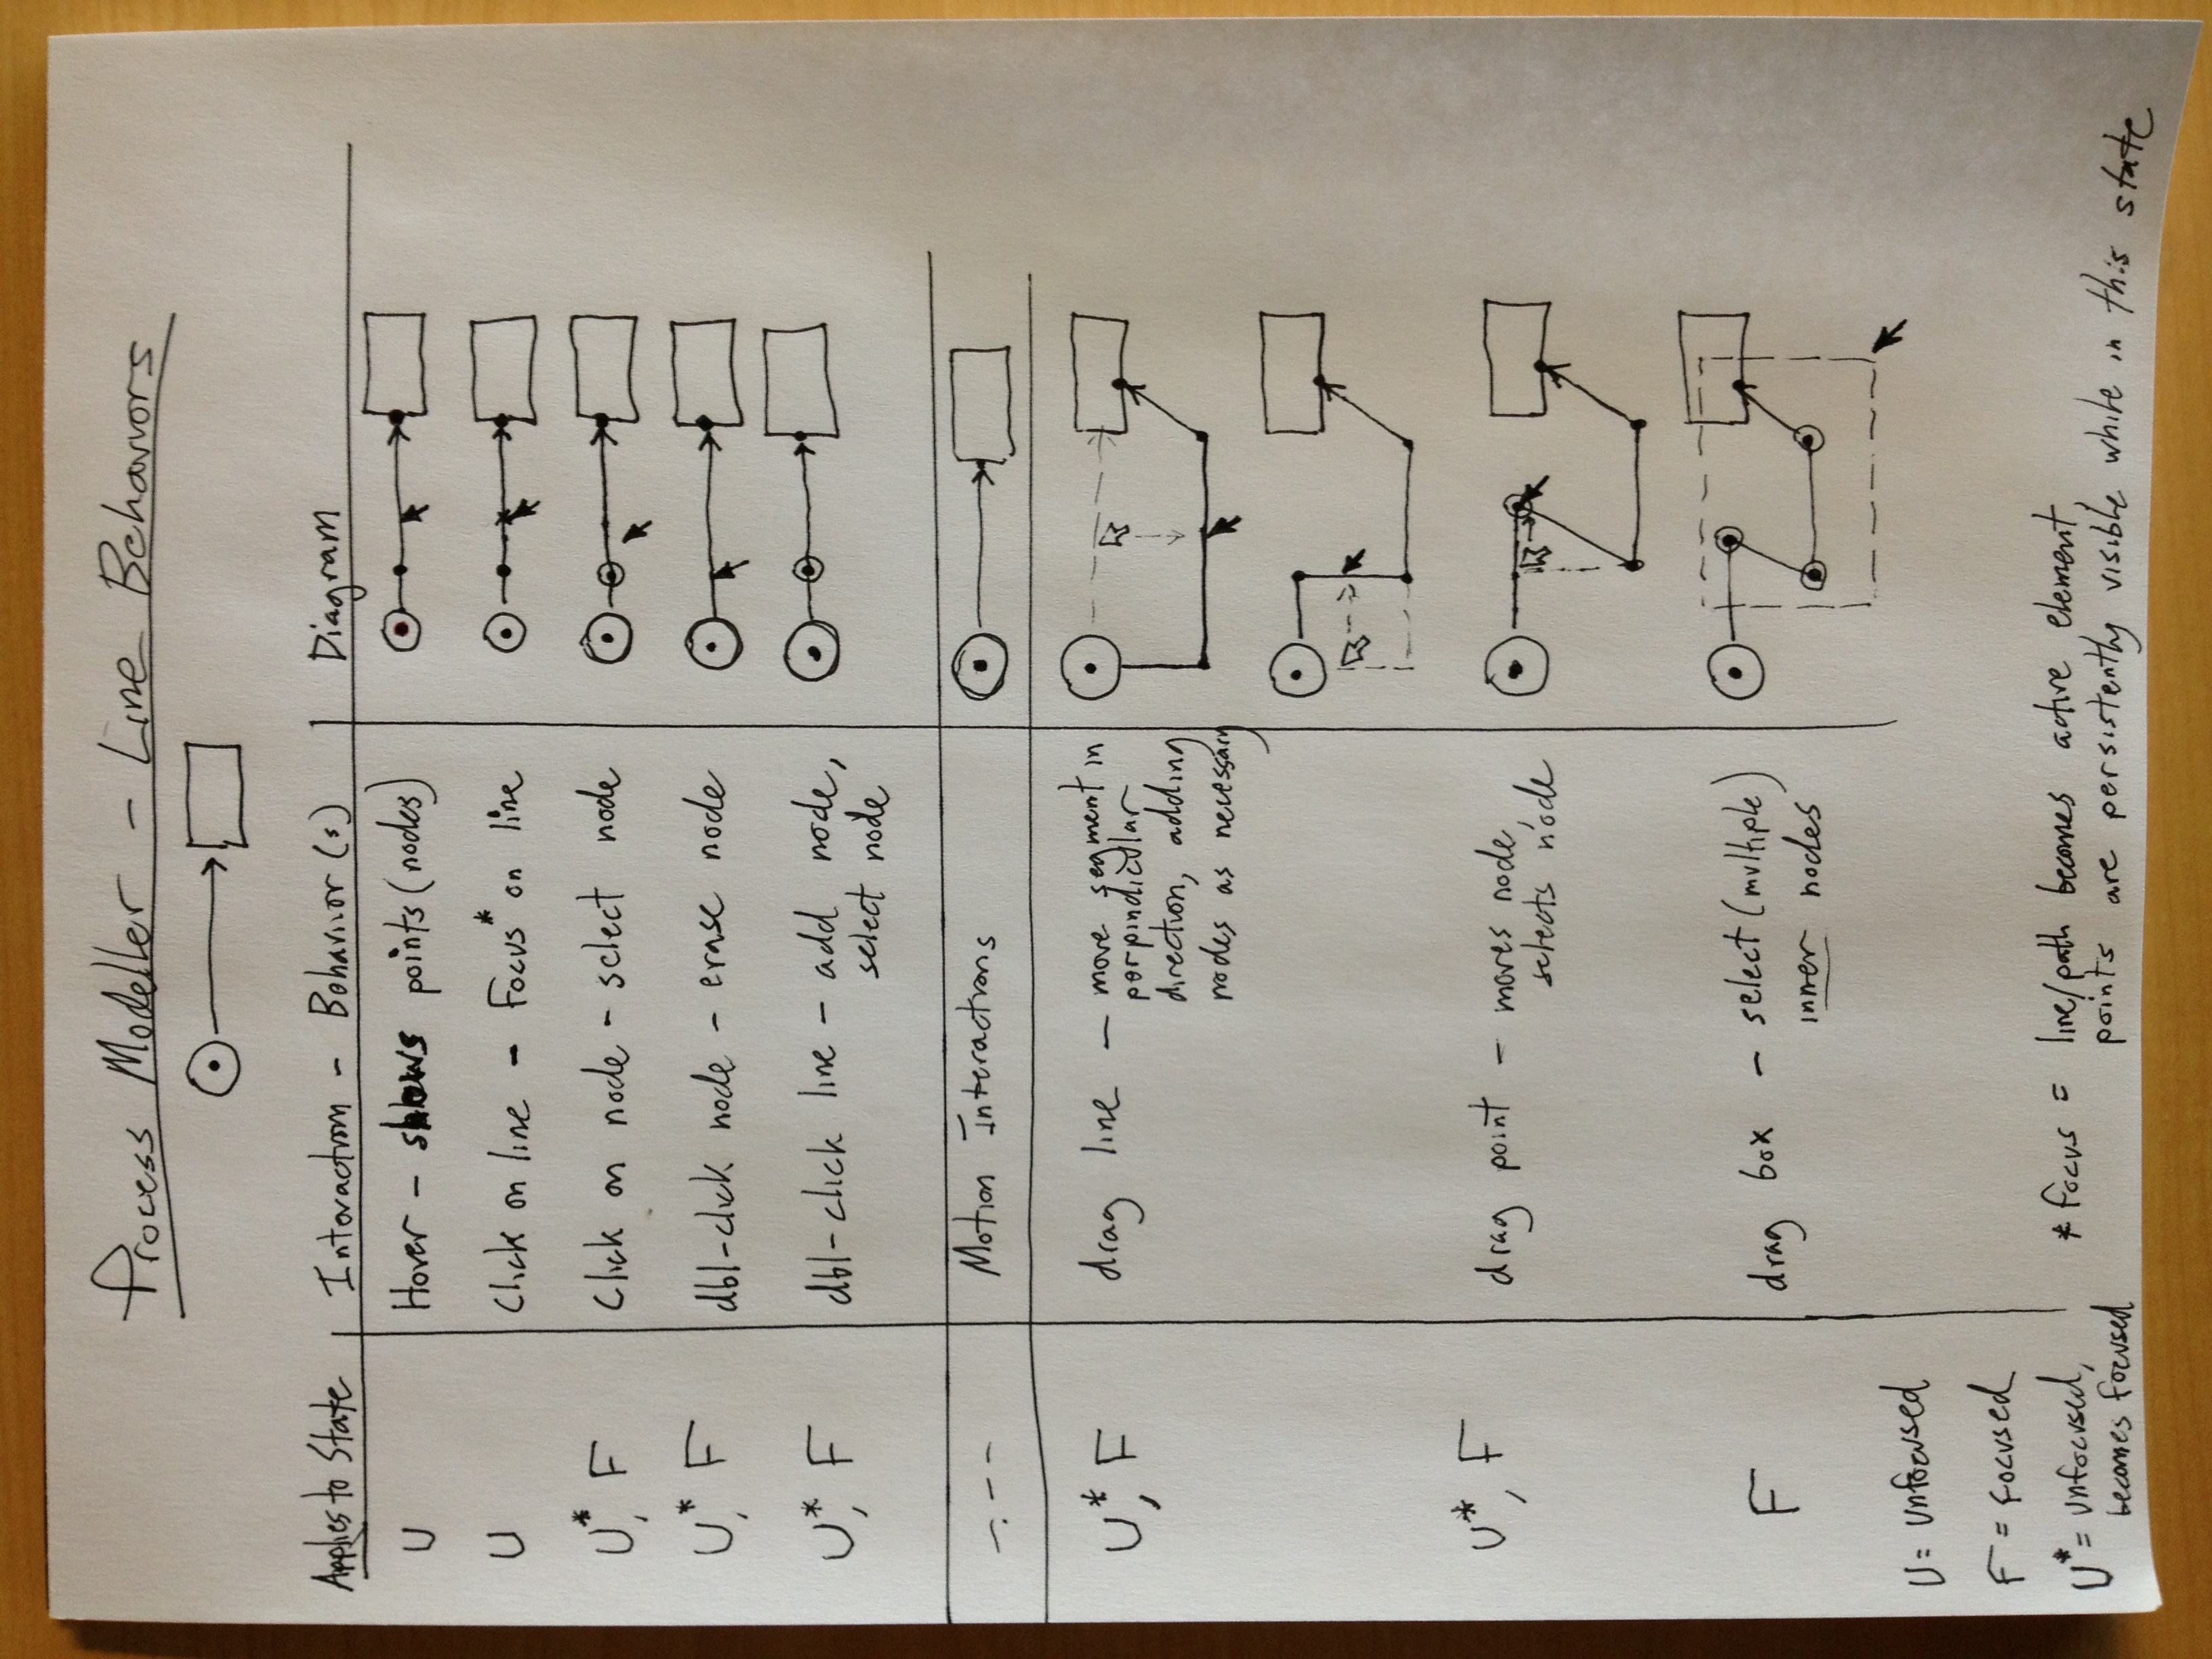 Process Modeller - Line Behaviors
Applies to State Interaction - Behavior(s) Diagram
U Hover - shows points (nodes)
U Click on line - Focus* on line
U*, F Click on node - select node
U*, F dbl-click node - erase node
U*, F dbl-click line - add node,
select node
Motion Interactions
U*, F drag line - move segment in
perpindicular
direction, adding
nodes as necessary
U*, F drag point - moves node,
selects node
F drag box - select (multiple)
inner nodes
U = unfocused
F = focused
U* = unfocused,
becomes focused
* focus = line/path becomes active element,
points are persistently visible while in this state